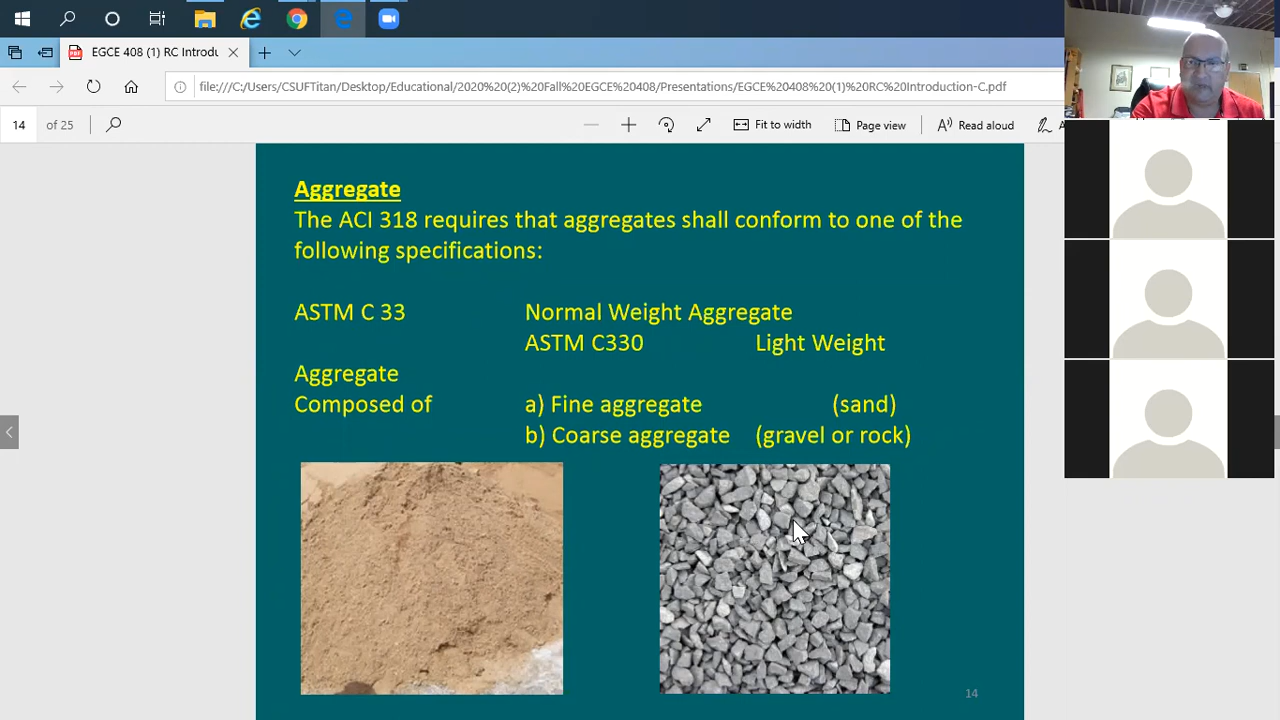 EGCE 408 (1) RC Introdu
file:///C:/Users/CSUFTitan/Desktop/Educational/2020%20(2)%20Fall%20EGCE%20408/Presentations/EGCE%20408%20(1)%20RC%20Introduction-C.pdf
14 of 25
Fit to width
Page view
Read aloud
Aggregate
The ACI 318 requires that aggregates shall conform to one of the
following specifications:
ASTM C 33 Normal Weight Aggregate
ASTM C330 Light Weight
Aggregate
Composed of a) Fine aggregate (sand)
b) Coarse aggregate (gravel or rock)
14